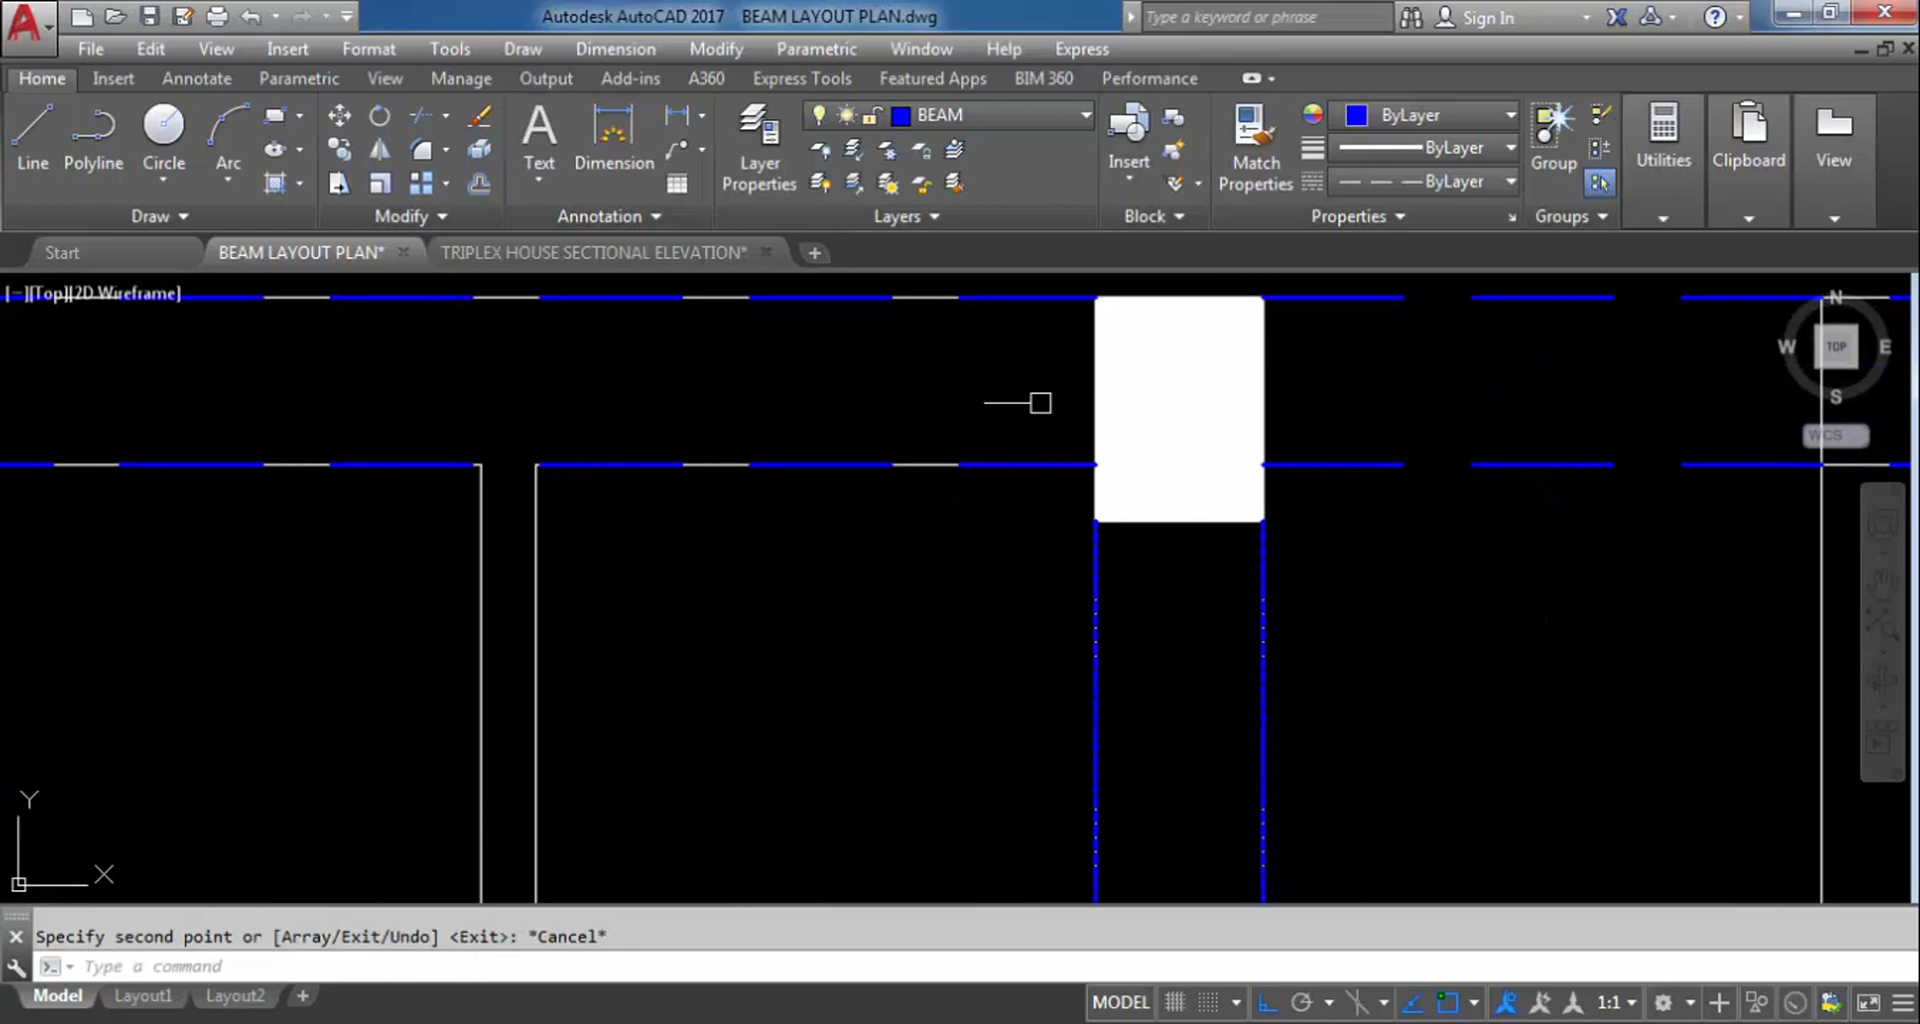 Autodesk AutoCAD 2017 BEAM LAYOUT PLAN.dwg
Type a keyword or phrase
Sign In
File Edit View Insert Format Tools Draw Dimension Modify Parametric Window Help Express
Home Insert Annotate Parametric View Manage Output Add-ins A360 Express Tools Featured Apps BIM 360 Performance
BEAM
ByLayer
ByLayer
ByLayer
Line Polyline Circle Arc
Text Dimension
Layer Properties
Insert
Match Properties
Group
Utilities Clipboard View
Draw Modify Annotation Layers Block Properties Groups
Start BEAM LAYOUT PLAN* TRIPLEX HOUSE SECTIONAL ELEVATION*
[−][Top][2D Wireframe]
N
W TOP E
S
WCS
Y
X
Specify second point or [Array/Exit/Undo] <Exit>: *Cancel*
Type a command
Model Layout1 Layout2
MODEL 1:1